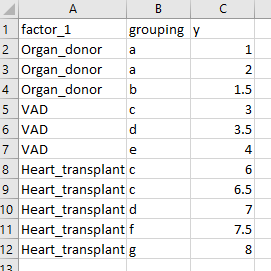 A B C
1 factor_1 grouping y
2 Organ_donor a 1
3 Organ_donor a 2
4 Organ_donor b 1.5
5 VAD c 3
6 VAD d 3.5
7 VAD e 4
8 Heart_transplant c 6
9 Heart_transplant c 6.5
10 Heart_transplant d 7
11 Heart_transplant f 7.5
12 Heart_transplant g 8